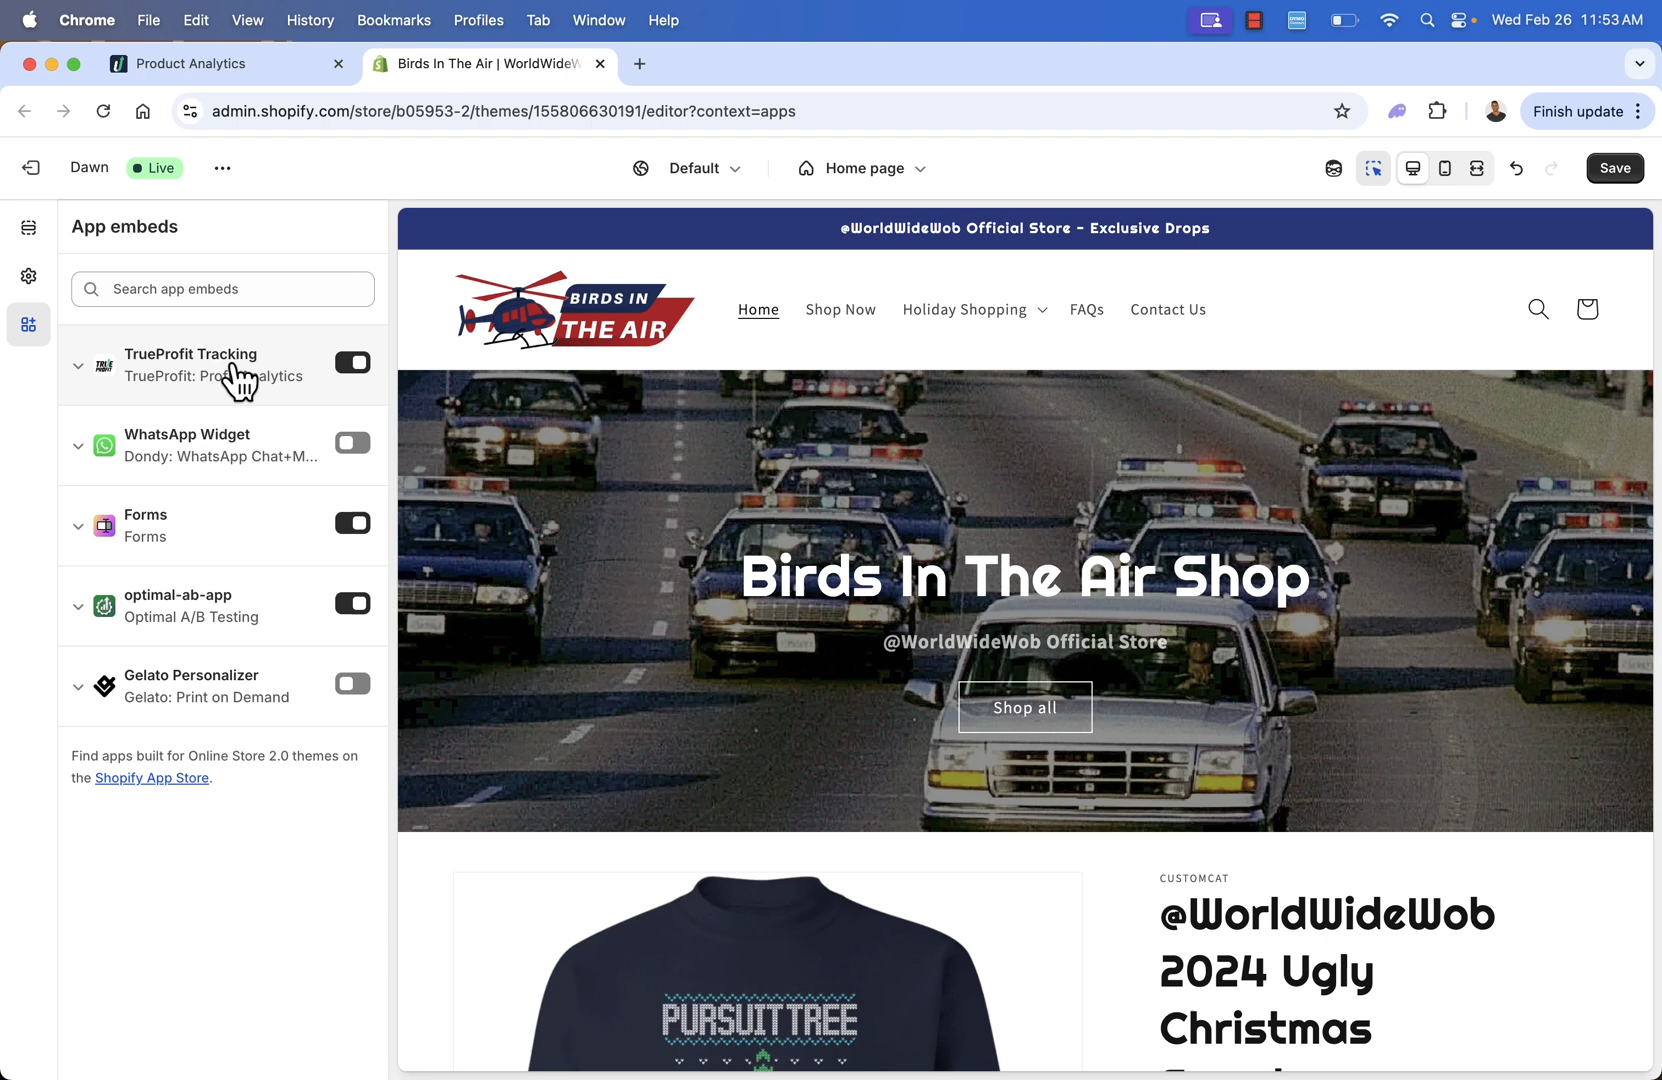 Chrome File Edit View History Bookmarks Profiles Tab Window Help
Wed Feb 26 11:53 AM
Product Analytics
Birds In The Air | WorldWideW
admin.shopify.com/store/b05953-2/themes/155806630191/editor?context=apps
Finish update
Dawn
Live
Default
Home page
Save
App embeds
Search app embeds
TrueProfit Tracking
TrueProfit: Profit Analytics
WhatsApp Widget
Dondy: WhatsApp Chat+M...
Forms
Forms
optimal-ab-app
Optimal A/B Testing
Gelato Personalizer
Gelato: Print on Demand
Find apps built for Online Store 2.0 themes on
the Shopify App Store.
@WorldWideWob Official Store - Exclusive Drops
BIRDS IN
THE AIR
Home Shop Now Holiday Shopping FAQs Contact Us
Birds In The Air Shop
@WorldWideWob Official Store
Shop all
PURSUIT TREE
CUSTOMCAT
@WorldWideWob
2024 Ugly
Christmas